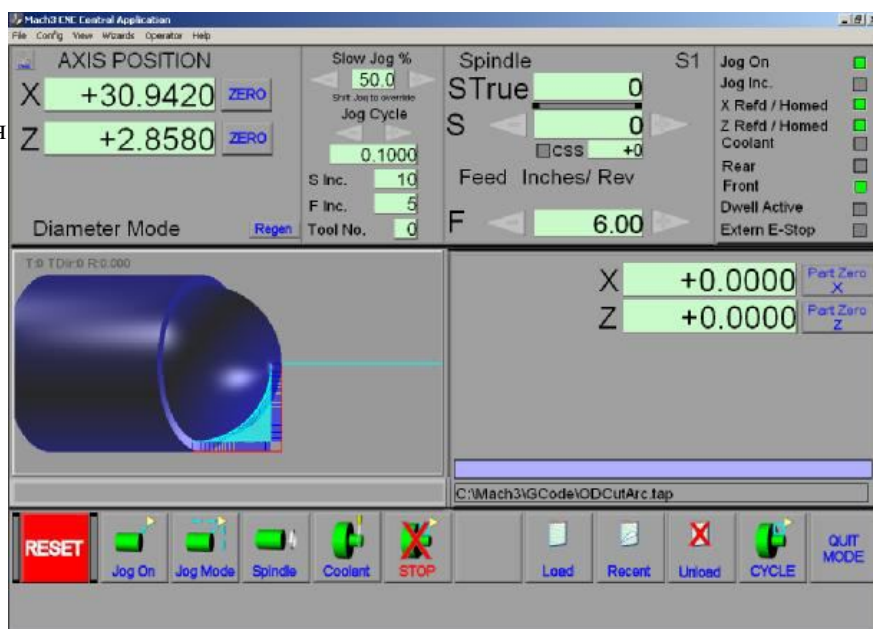 Mach3 CNC Control Application
File Config View Wizards Operator Help
AXIS POSITION
X +30.9420 ZERO
Z +2.8580 ZERO
Diameter Mode Regen
Slow Jog %
50.0
Shift Jog to override
Jog Cycle
0.1000
S Inc. 10
F Inc. 5
Tool No. 0
Spindle S1
STrue 0
S 0
CSS +0
Feed Inches/ Rev
F 6.00
Jog On
Jog Inc.
X Refd / Homed
Z Refd / Homed
Coolant
Rear
Front
Dwell Active
Extern E-Stop
н
T:0 TDir:0 R:0.000
X +0.0000 Part Zero X
Z +0.0000 Part Zero Z
C:\Mach3\GCode\ODCutArc.tap
RESET
Jog On
Jog Mode
Spindle
Coolant
STOP
Load
Recent
Unload
CYCLE
QUIT
MODE